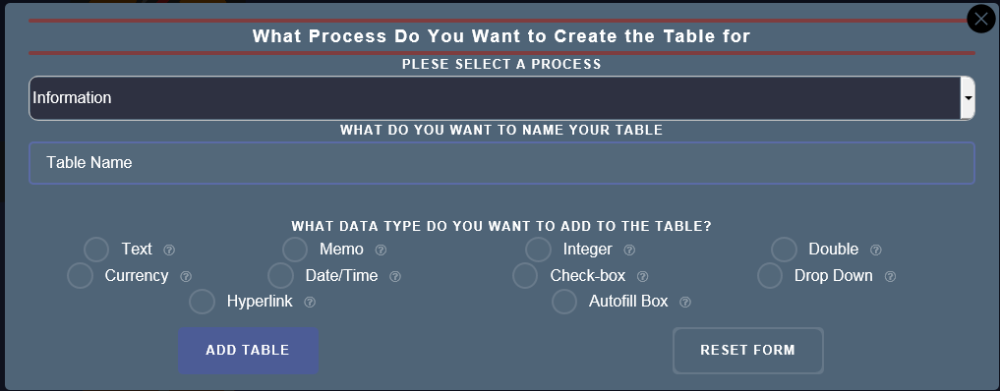 What Process Do You Want to Create the Table for
PLESE SELECT A PROCESS
Information
WHAT DO YOU WANT TO NAME YOUR TABLE
Table Name
WHAT DATA TYPE DO YOU WANT TO ADD TO THE TABLE?
Text ? Memo ? Integer ? Double ?
Currency ? Date/Time ? Check-box ? Drop Down ?
Hyperlink ? Autofill Box ?
ADD TABLE RESET FORM